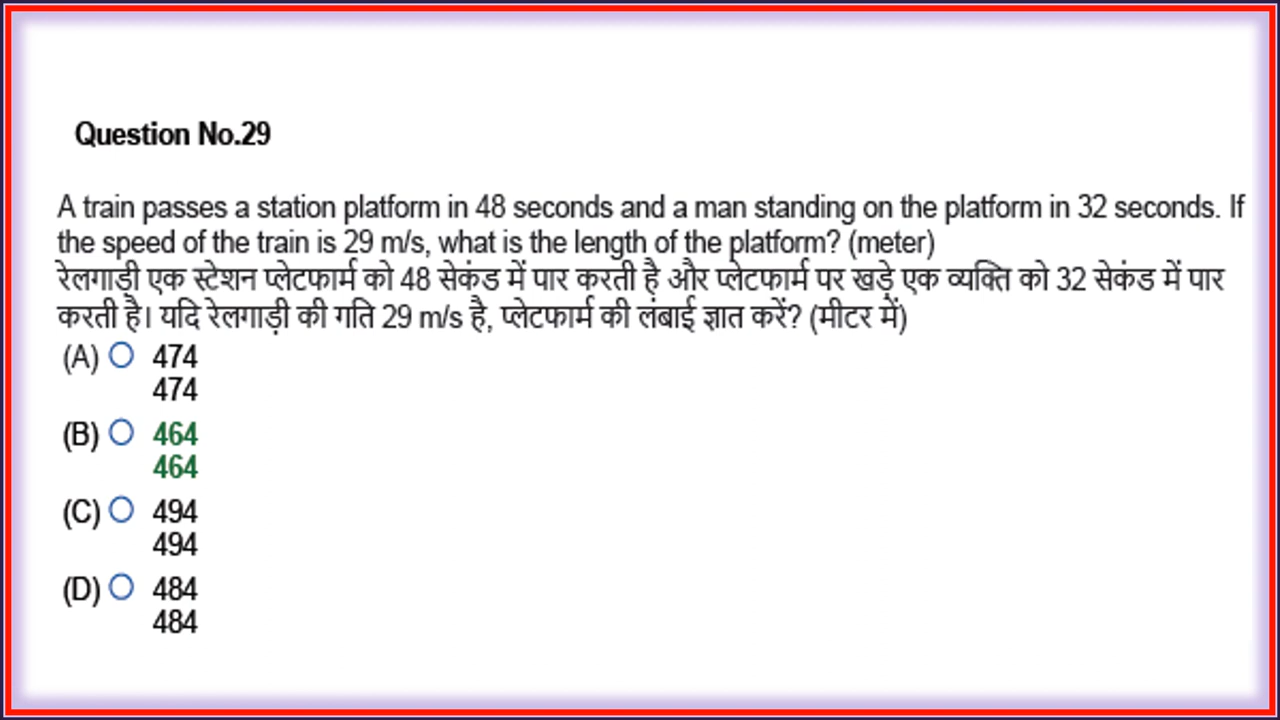 Question No.29
A train passes a station platform in 48 seconds and a man standing on the platform in 32 seconds. If
the speed of the train is 29 m/s, what is the length of the platform? (meter)
रेलगाड़ी एक स्टेशन प्लेटफार्म को 48 सेकंड में पार करती है और प्लेटफार्म पर खड़े एक व्यक्ति को 32 सेकंड में पार
करती है। यदि रेलगाड़ी की गति 29 m/s है, प्लेटफार्म की लंबाई ज्ञात करें? (मीटर में)
(A) 474
474
(B) 464
464
(C) 494
494
(D) 484
484